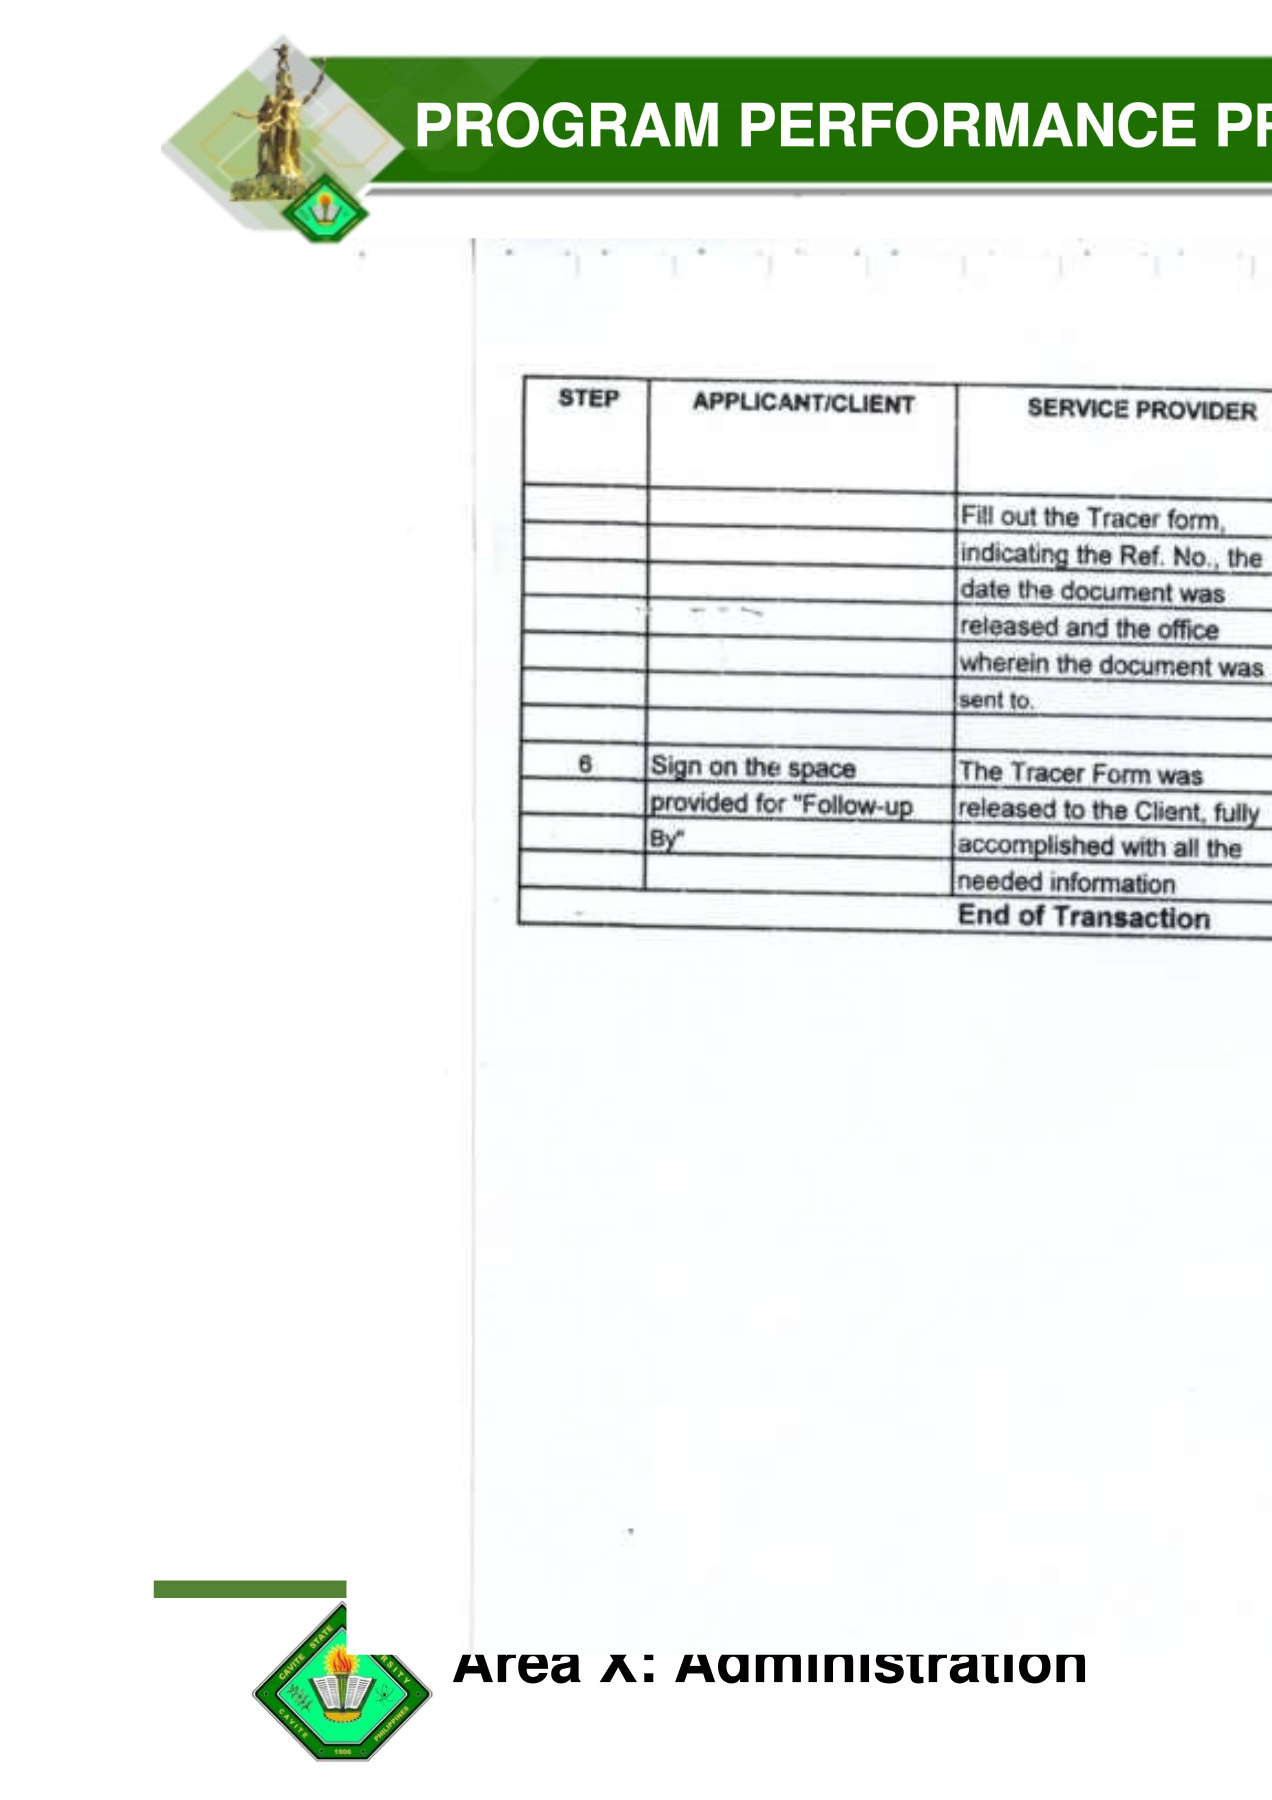 PROGRAM PERFORMANCE PR
STEP APPLICANT/CLIENT SERVICE PROVIDER
Fill out the Tracer form,
indicating the Ref. No., the
date the document was
released and the office
wherein the document was
sent to.
6 Sign on the space The Tracer Form was
provided for "Follow-up released to the Client, fully
By" accomplished with all the
needed information
End of Transaction
Area X: Administration
CAVITE STATE
CAVITE
PHILIPPINES
1906